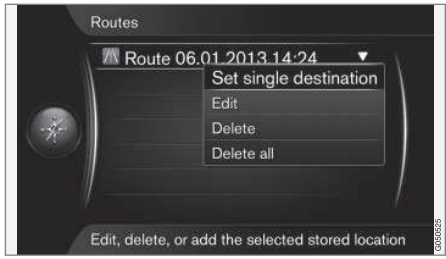 Routes
Route 06.01.2013.14:24
Set single destination
Edit
Delete
Delete all
Edit, delete, or add the selected stored location
G050525